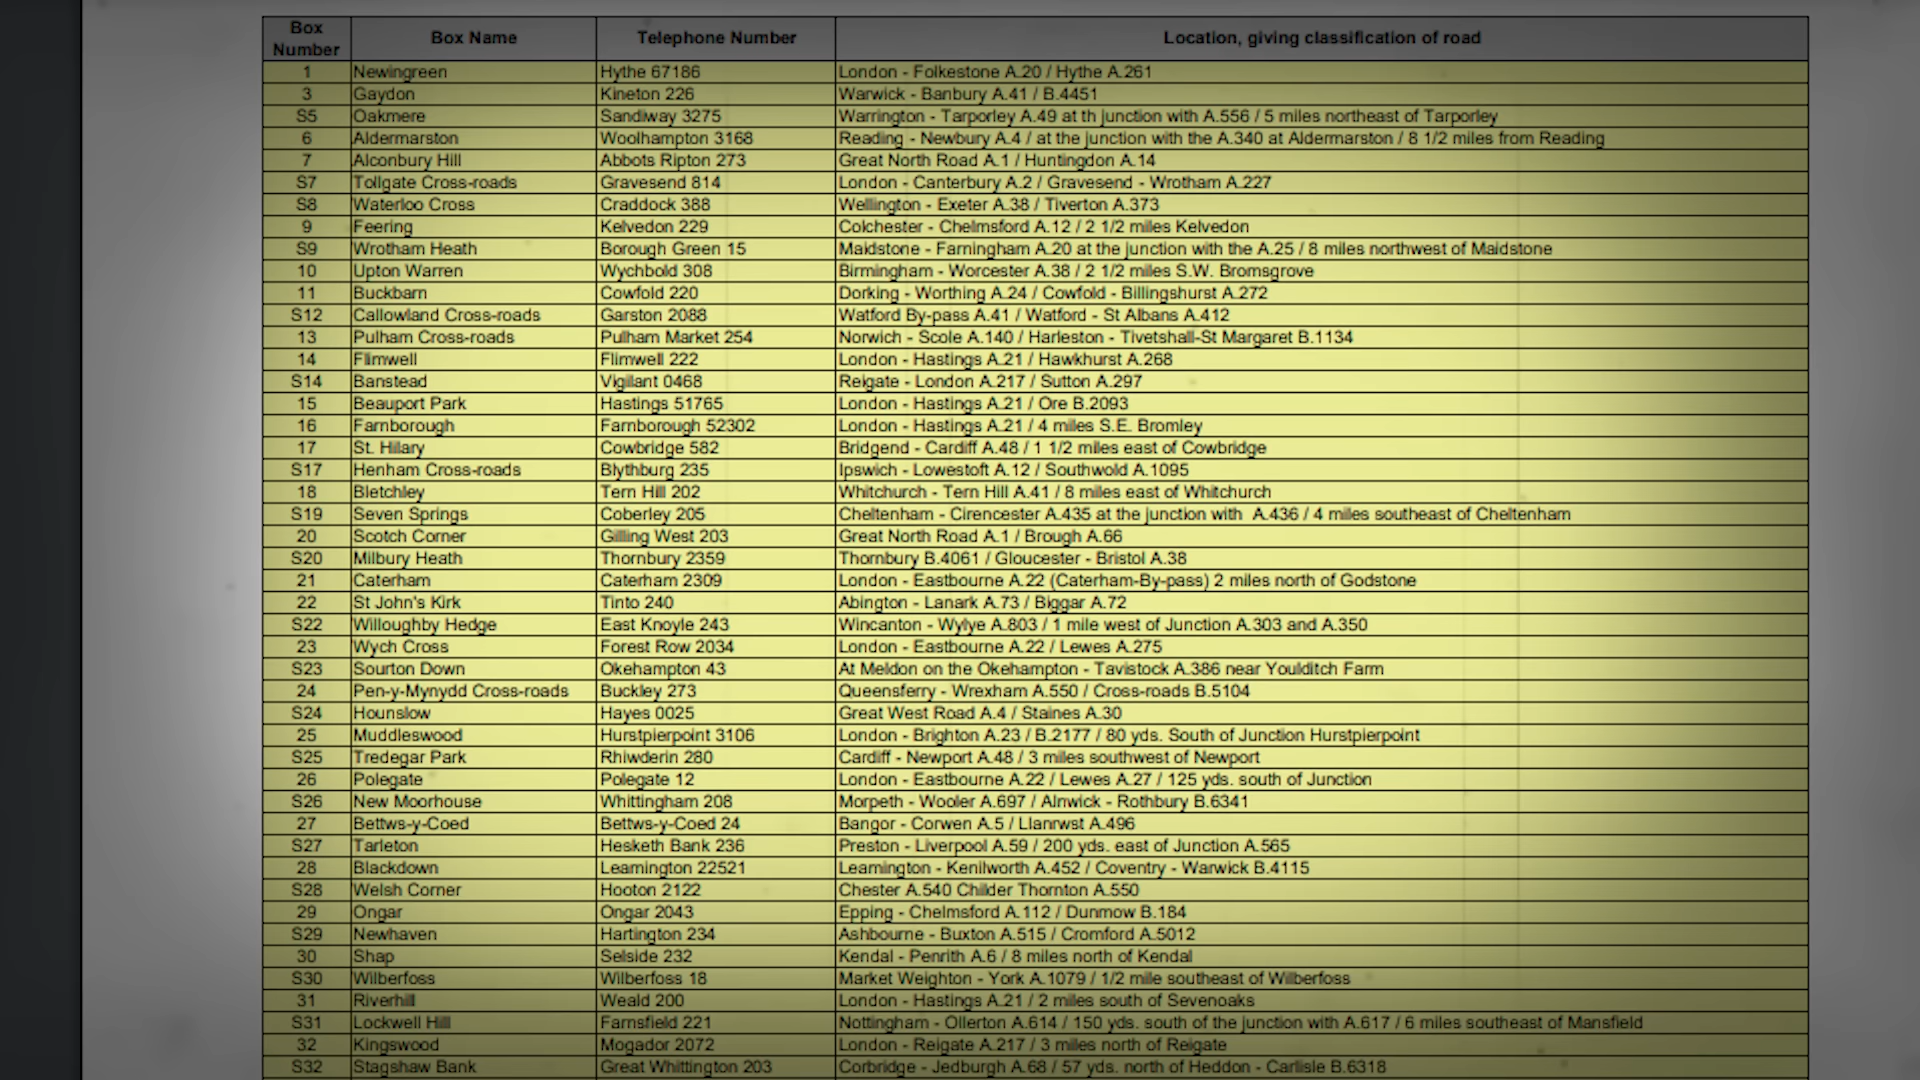 Box Number | Box Name | Telephone Number | Location, giving classification of road
1 | Newingreen | Hythe 67186 | London - Folkestone A.20 / Hythe A.261
3 | Gaydon | Kineton 226 | Warwick - Banbury A.41 / B.4451
S5 | Oakmere | Sandiway 3275 | Warrington - Tarporley A.49 at th junction with A.556 / 5 miles northeast of Tarporley
6 | Aldermarston | Woolhampton 3168 | Reading - Newbury A.4 / at the junction with the A.340 at Aldermarston / 8 1/2 miles from Reading
7 | Alconbury Hill | Abbots Ripton 273 | Great North Road A.1 / Huntingdon A.14
S7 | Tollgate Cross-roads | Gravesend 814 | London - Canterbury A.2 / Gravesend - Wrotham A.227
S8 | Waterloo Cross | Craddock 388 | Wellington - Exeter A.38 / Tiverton A.373
9 | Feering | Kelvedon 229 | Colchester - Chelmsford A.12 / 2 1/2 miles Kelvedon
S9 | Wrotham Heath | Borough Green 15 | Maidstone - Farningham A.20 at the junction with the A.25 / 8 miles northwest of Maidstone
10 | Upton Warren | Wychbold 308 | Birmingham - Worcester A.38 / 2 1/2 miles S.W. Bromsgrove
11 | Buckbarn | Cowfold 220 | Dorking - Worthing A.24 / Cowfold - Billingshurst A.272
S12 | Callowland Cross-roads | Garston 2088 | Watford By-pass A.41 / Watford - St Albans A.412
13 | Pulham Cross-roads | Pulham Market 254 | Norwich - Scole A.140 / Harleston - Tivetshall-St Margaret B.1134
14 | Flimwell | Flimwell 222 | London - Hastings A.21 / Hawkhurst A.268
S14 | Banstead | Vigilant 0468 | Reigate - London A.217 / Sutton A.297
15 | Beauport Park | Hastings 51765 | London - Hastings A.21 / Ore B.2093
16 | Farnborough | Farnborough 52302 | London - Hastings A.21 / 4 miles S.E. Bromley
17 | St. Hilary | Cowbridge 582 | Bridgend - Cardiff A.48 / 1 1/2 miles east of Cowbridge
S17 | Henham Cross-roads | Blythburg 235 | Ipswich - Lowestoft A.12 / Southwold A.1095
18 | Bletchley | Tern Hill 202 | Whitchurch - Tern Hill A.41 / 8 miles east of Whitchurch
S19 | Seven Springs | Coberley 205 | Cheltenham - Cirencester A.435 at the junction with A.436 / 4 miles southeast of Cheltenham
20 | Scotch Corner | Gilling West 203 | Great North Road A.1 / Brough A.66
S20 | Milbury Heath | Thornbury 2359 | Thornbury B.4061 / Gloucester - Bristol A.38
21 | Caterham | Caterham 2309 | London - Eastbourne A.22 (Caterham-By-pass) 2 miles north of Godstone
22 | St John's Kirk | Tinto 240 | Abington - Lanark A.73 / Biggar A.72
S22 | Willoughby Hedge | East Knoyle 243 | Wincanton - Wylye A.803 / 1 mile west of Junction A.303 and A.350
23 | Wych Cross | Forest Row 2034 | London - Eastbourne A.22 / Lewes A.275
S23 | Sourton Down | Okehampton 43 | At Meldon on the Okehampton - Tavistock A.386 near Youlditch Farm
24 | Pen-y-Mynydd Cross-roads | Buckley 273 | Queensferry - Wrexham A.550 / Cross-roads B.5104
S24 | Hounslow | Hayes 0025 | Great West Road A.4 / Staines A.30
25 | Muddleswood | Hurstpierpoint 3106 | London - Brighton A.23 / B.2177 / 80 yds. South of Junction Hurstpierpoint
S25 | Tredegar Park | Rhiwderin 280 | Cardiff - Newport A.48 / 3 miles southwest of Newport
26 | Polegate | Polegate 12 | London - Eastbourne A.22 / Lewes A.27 / 125 yds. south of Junction
S26 | New Moorhouse | Whittingham 208 | Morpeth - Wooler A.697 / Alnwick - Rothbury B.6341
27 | Bettws-y-Coed | Bettws-y-Coed 24 | Bangor - Corwen A.5 / Llanrwst A.496
S27 | Tarleton | Hesketh Bank 236 | Preston - Liverpool A.59 / 200 yds. east of Junction A.565
28 | Blackdown | Leamington 22521 | Leamington - Kenilworth A.452 / Coventry - Warwick B.4115
S28 | Welsh Corner | Hooton 2122 | Chester A.540 Childer Thornton A.550
29 | Ongar | Ongar 2043 | Epping - Chelmsford A.112 / Dunmow B.184
S29 | Newhaven | Hartington 234 | Ashbourne - Buxton A.515 / Cromford A.5012
30 | Shap | Selside 232 | Kendal - Penrith A.6 / 8 miles north of Kendal
S30 | Wilberfoss | Wilberfoss 18 | Market Weighton - York A.1079 / 1/2 mile southeast of Wilberfoss
31 | Riverhill | Weald 200 | London - Hastings A.21 / 2 miles south of Sevenoaks
S31 | Lockwell Hill | Farnsfield 221 | Nottingham - Ollerton A.614 / 150 yds. south of the junction with A.617 / 6 miles southeast of Mansfield
32 | Kingswood | Mogador 2072 | London - Reigate A.217 / 3 miles north of Reigate
S32 | Stagshaw Bank | Great Whittington 203 | Corbridge - Jedburgh A.68 / 57 yds. north of Heddon - Carlisle B.6318